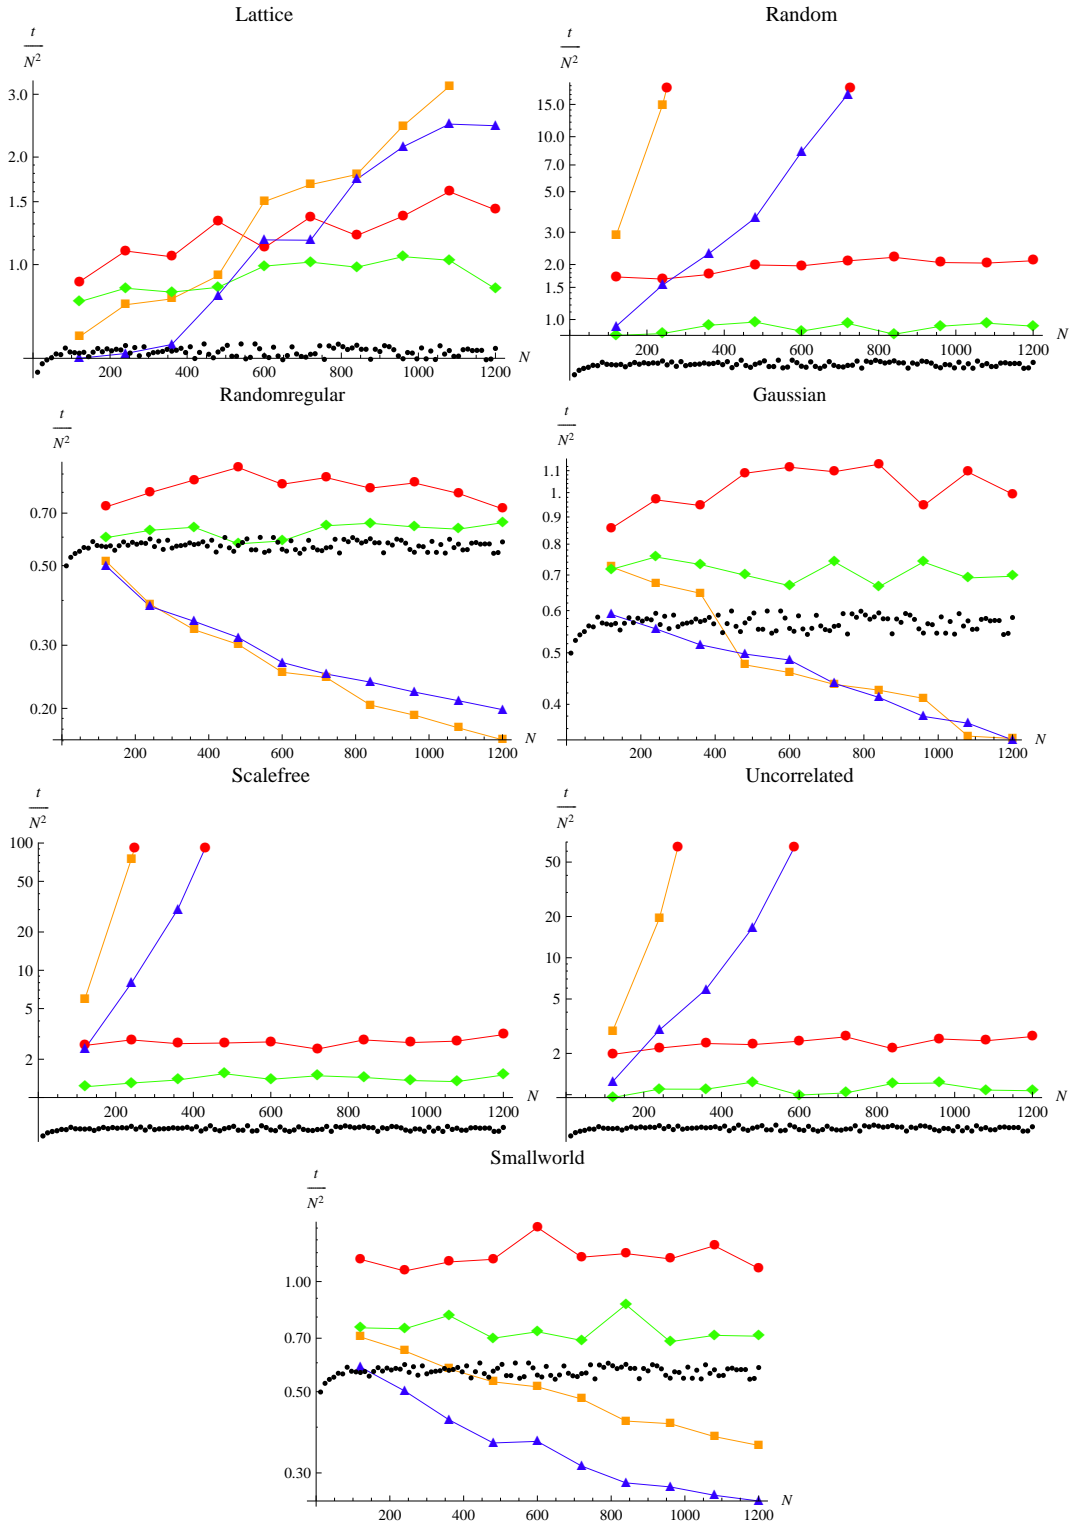 Lattice
t
N²
3.0
2.0
1.5
1.0
200 400 600 800 1000 1200 N
Random
t
N²
15.0
10.0
7.0
5.0
3.0
2.0
1.5
1.0
200 400 600 800 1000 1200 N
Randomregular
t
N²
0.70
0.50
0.30
0.20
200 400 600 800 1000 1200 N
Gaussian
t
N²
1.1
1.
0.9
0.8
0.7
0.6
0.5
0.4
200 400 600 800 1000 1200 N
Scalefree
t
N²
100
50
20
10
5
2
200 400 600 800 1000 1200 N
Uncorrelated
t
N²
50
20
10
5
2
200 400 600 800 1000 1200 N
Smallworld
t
N²
1.00
0.70
0.50
0.30
200 400 600 800 1000 1200 N